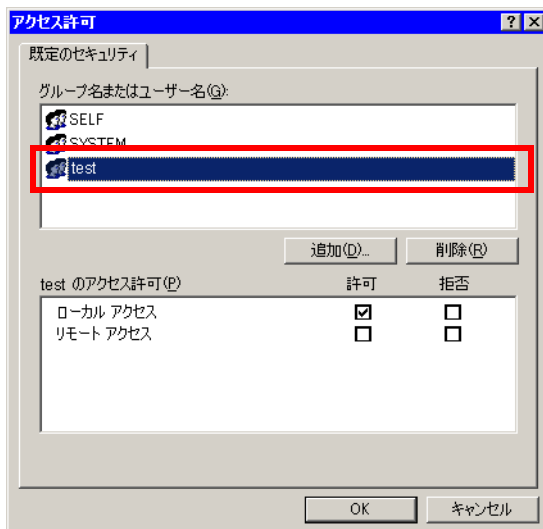 アクセス許可
既定のセキュリティ
グループ名またはユーザー名(G):
SELF
SYSTEM
test
追加(D)... 削除(R)
test のアクセス許可(P) 許可 拒否
ローカル アクセス
リモート アクセス
OK キャンセル